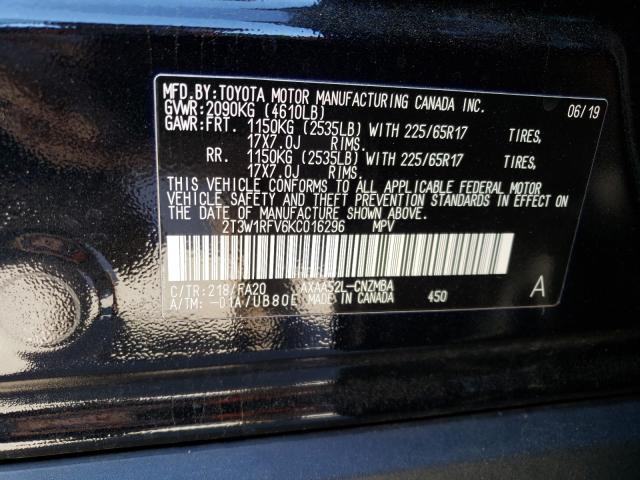 MFD.BY:TOYOTA MOTOR MANUFACTURING CANADA INC. 06/19
GVWR:2090KG (4610LB)
GAWR:FRT. 1150KG (2535LB) WITH 225/65R17 TIRES,
17X7.0J RIMS.
RR. 1150KG (2535LB) WITH 225/65R17 TIRES,
17X7.0J RIMS.
THIS VEHICLE CONFORMS TO ALL APPLICABLE FEDERAL MOTOR
VEHICLE SAFETY AND THEFT PREVENTION STANDARDS IN EFFECT
ON THE DATE OF MANUFACTURE SHOWN ABOVE.
2T3W1RFV6KC016296 MPV
C/TR:218/FA20 AXAA52L-CNZMBA A
A/TM: -01A/UB80E MADE IN CANADA 450